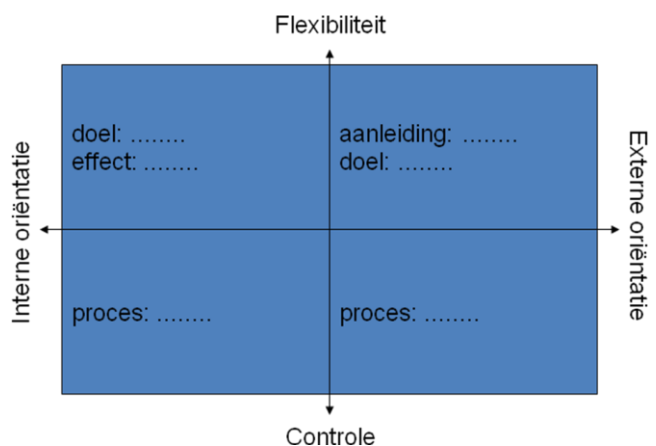 Flexibiliteit
doel: ........
effect: ........
aanleiding: ........
doel: ........
Interne oriëntatie
Externe oriëntatie
proces: ........
proces: ........
Controle